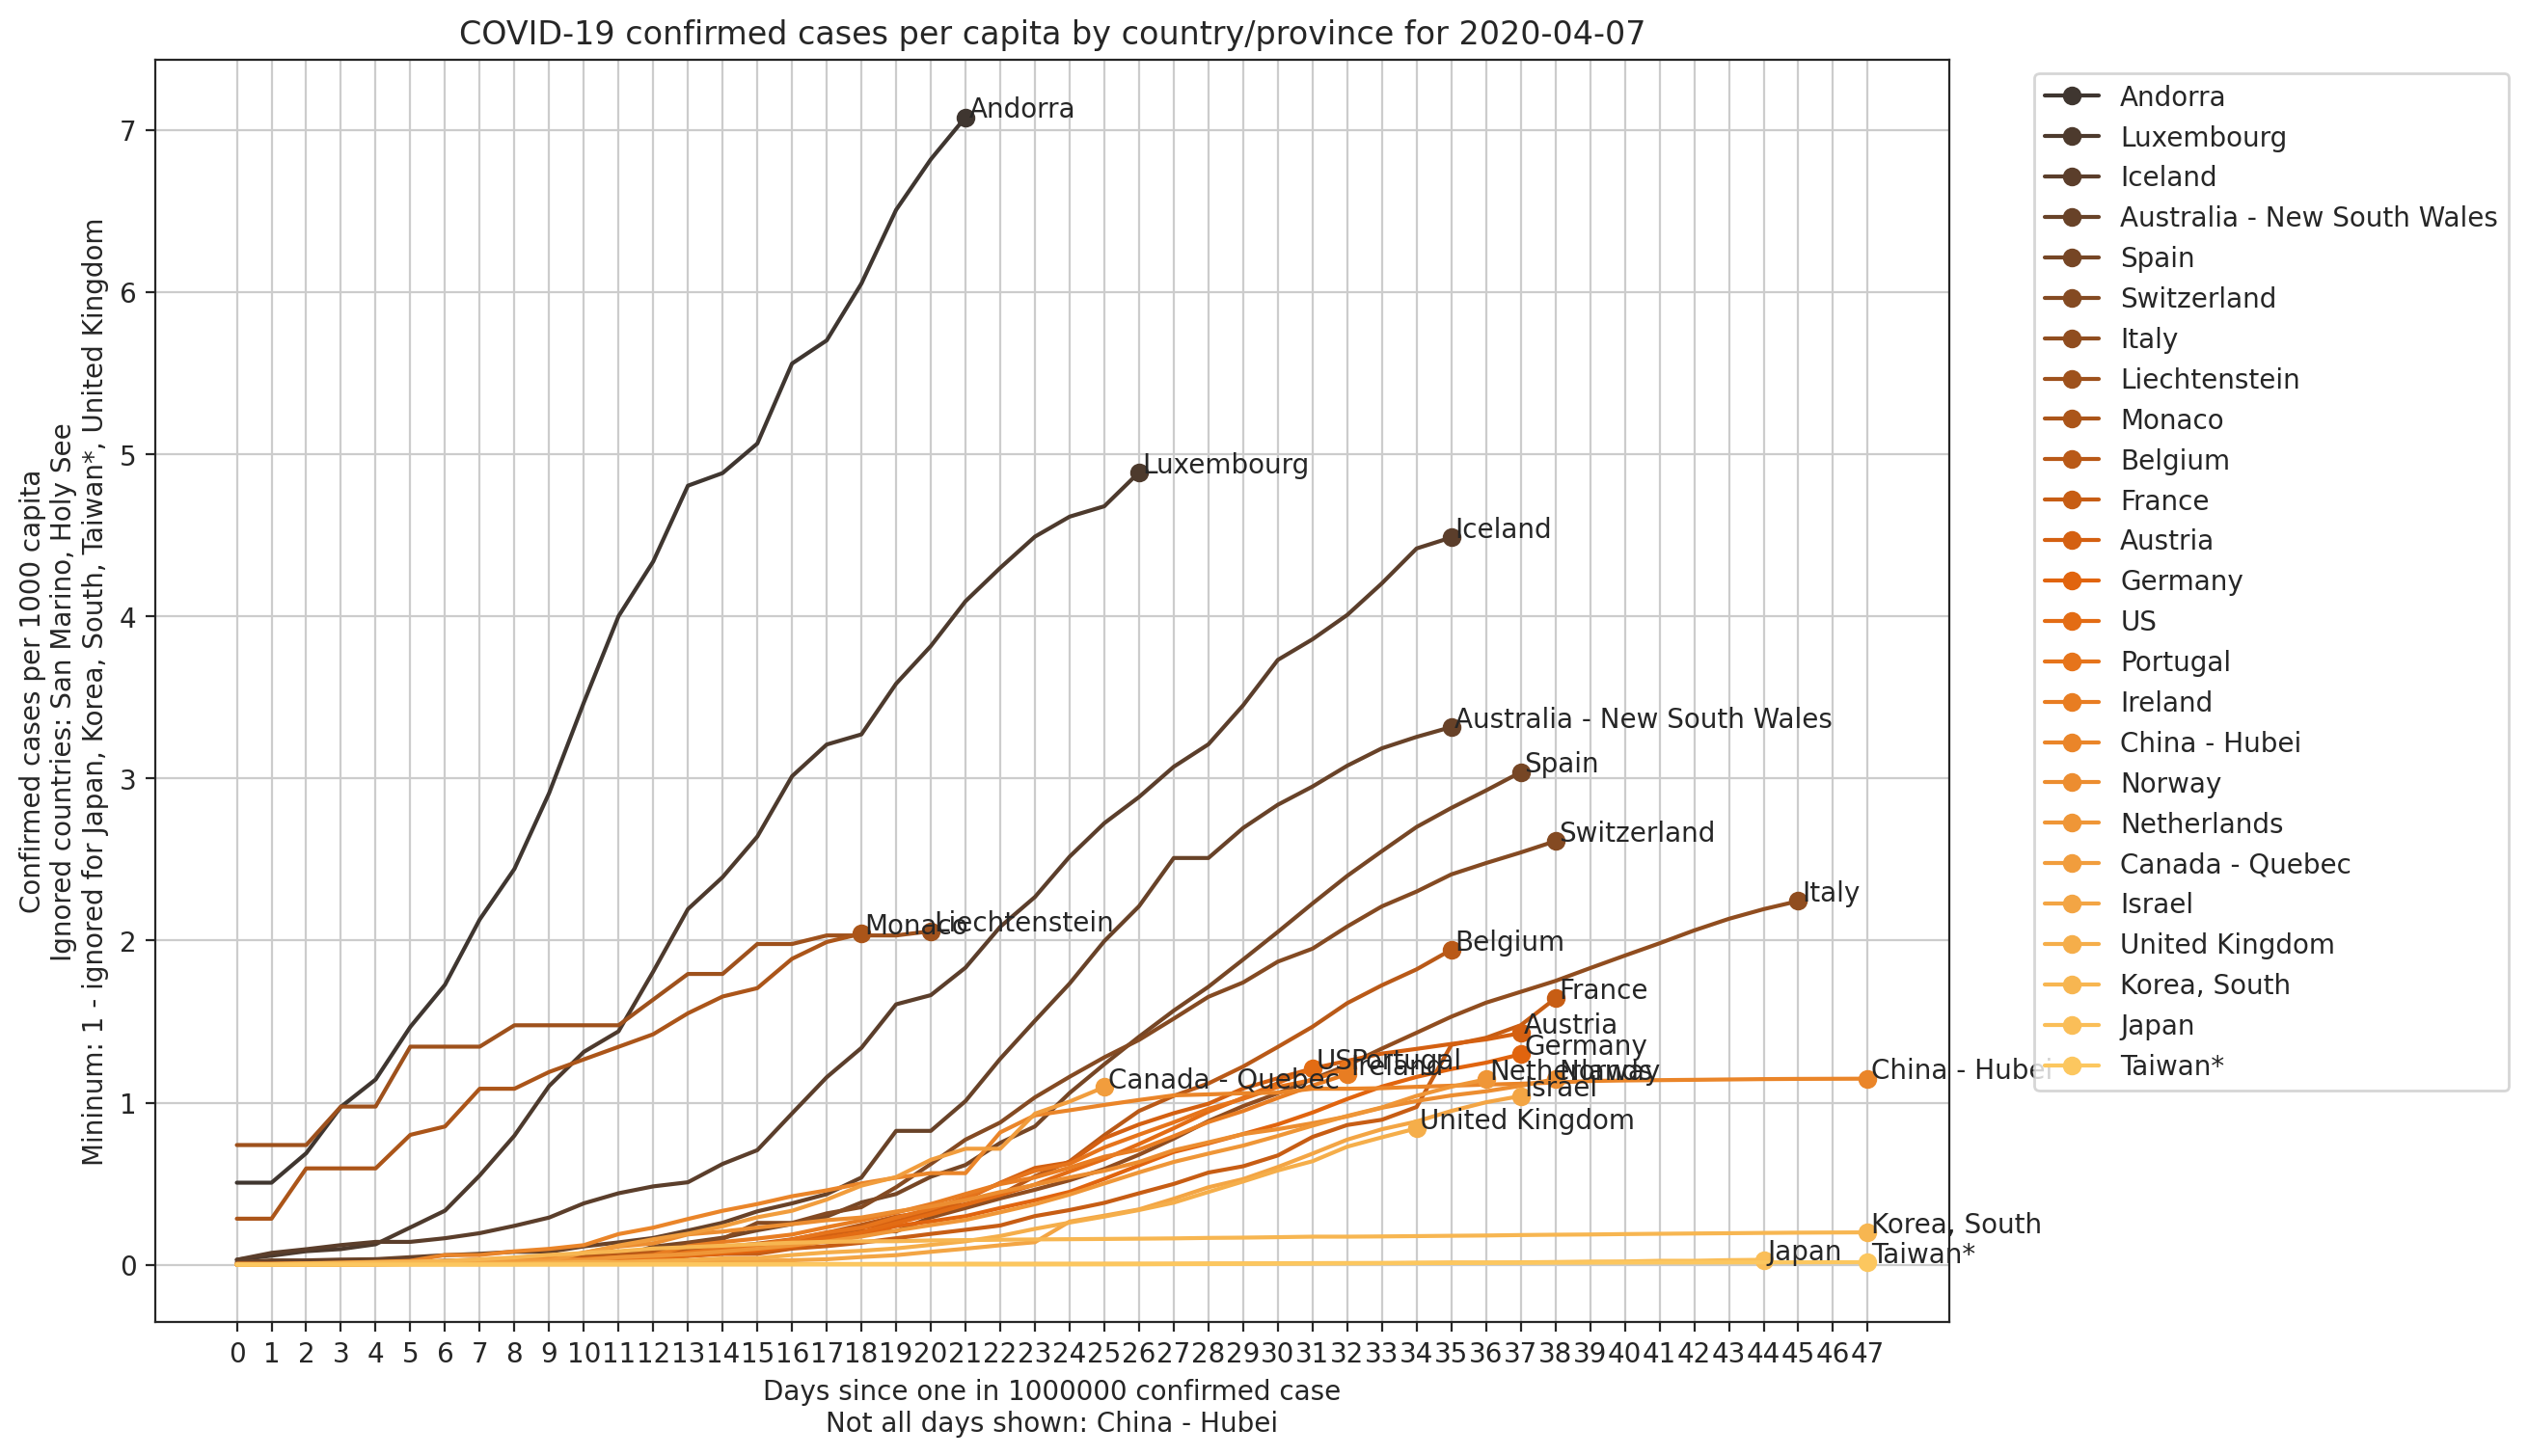 COVID-19 confirmed cases per capita by country/province for 2020-04-07
Confirmed cases per 1000 capita
Ignored countries: San Marino, Holy See
Mininum: 1 - ignored for Japan, Korea, South, Taiwan*, United Kingdom
7
6
5
4
3
2
1
0
Andorra
Luxembourg
Iceland
Australia - New South Wales
Spain
Switzerland
Italy
Monaco
Liechtenstein
Belgium
France
Austria
Germany
US
Portugal
Ireland
Canada - Quebec
Netherlands
Norway
China - Hubei
Israel
United Kingdom
Korea, South
Japan
Taiwan*
0 1 2 3 4 5 6 7 8 9 10 11 12 13 14 15 16 17 18 19 20 21 22 23 24 25 26 27 28 29 30 31 32 33 34 35 36 37 38 39 40 41 42 43 44 45 46 47
Days since one in 1000000 confirmed case
Not all days shown: China - Hubei
Andorra
Luxembourg
Iceland
Australia - New South Wales
Spain
Switzerland
Italy
Liechtenstein
Monaco
Belgium
France
Austria
Germany
US
Portugal
Ireland
China - Hubei
Norway
Netherlands
Canada - Quebec
Israel
United Kingdom
Korea, South
Japan
Taiwan*